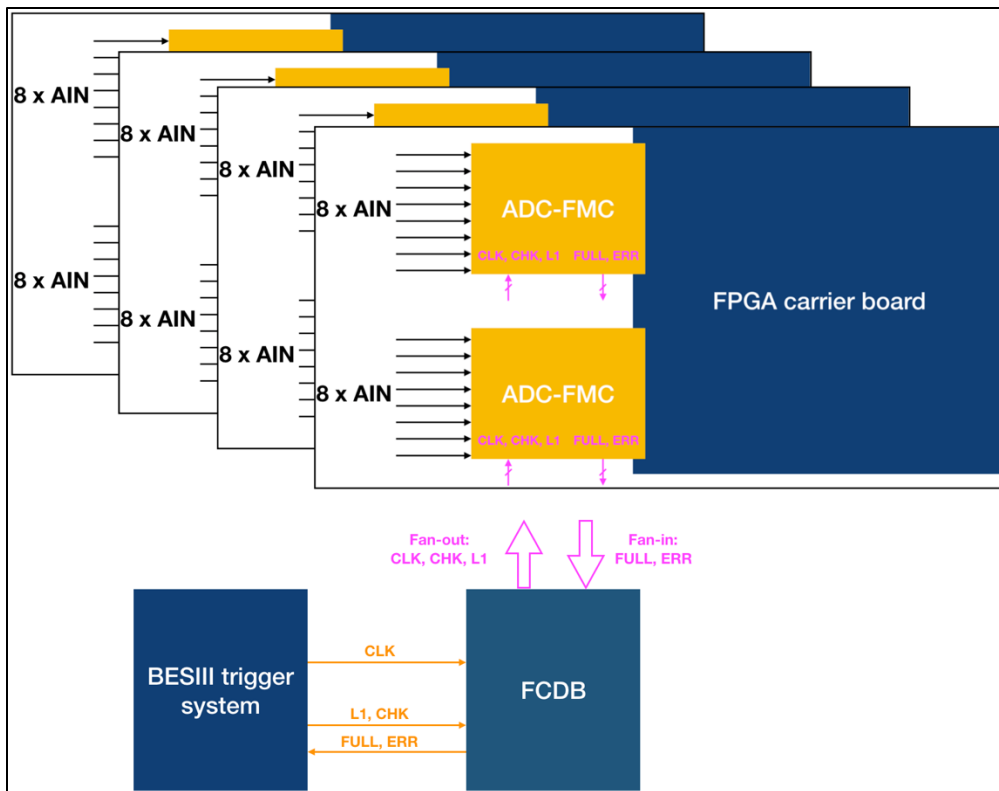 8 x AIN
8 x AIN
8 x AIN
8 x AIN
ADC-FMC
CLK, CHK, L1 FULL, ERR
8 x AIN
8 x AIN
8 x AIN
8 x AIN
ADC-FMC
CLK, CHK, L1 FULL, ERR
FPGA carrier board
Fan-out:
CLK, CHK, L1
Fan-in:
FULL, ERR
BESIII trigger
system
CLK
L1, CHK
FULL, ERR
FCDB